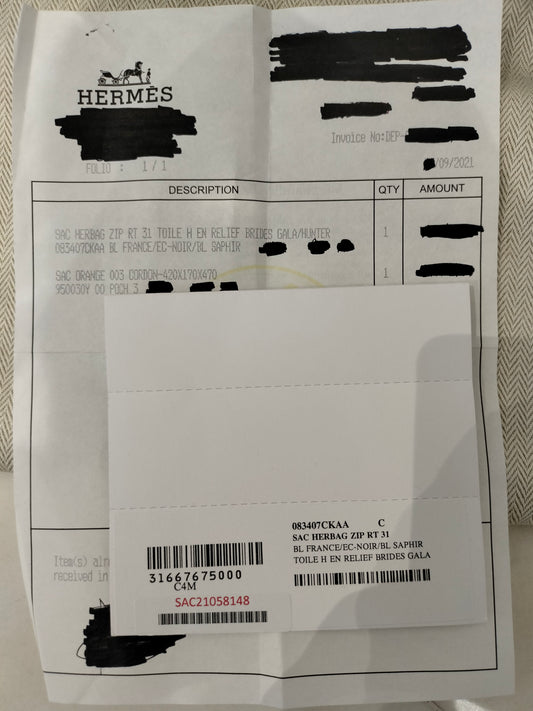 HERMÈS
FOLIO : 1/1
Invoice No:DEP-
/09/2021
DESCRIPTION QTY AMOUNT
SAC HERBAG ZIP RT 31 TOILE H EN RELIEF BRIDES GALA/HUNTER 1
083407CKAA BL FRANCE/EC-NOIR/BL SAPHIR
SAC ORANGE 003 CORDON-420X170X470 1
950030Y 00 POCH 3
Item(s)
received in
083407CKAA C
SAC HERBAG ZIP RT 31
BL FRANCE/EC-NOIR/BL SAPHIR
TOILE H EN RELIEF BRIDES GALA
31667675000
C4M
SAC21058148